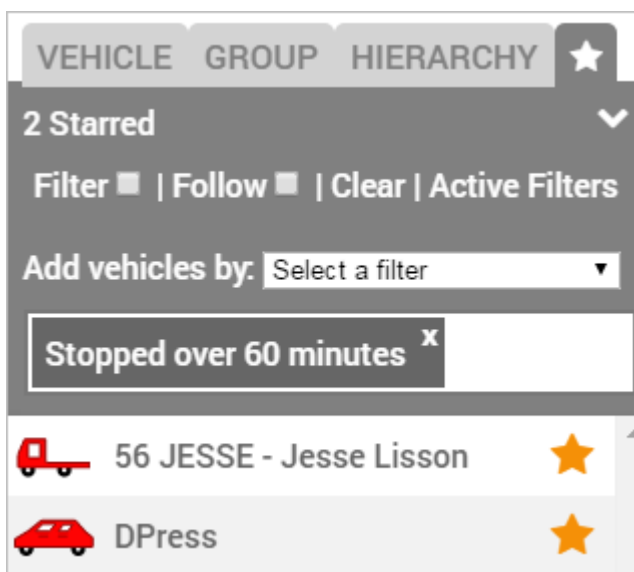 VEHICLE GROUP HIERARCHY
2 Starred
Filter | Follow | Clear | Active Filters
Add vehicles by: Select a filter
Stopped over 60 minutes x
56 JESSE - Jesse Lisson
DPress